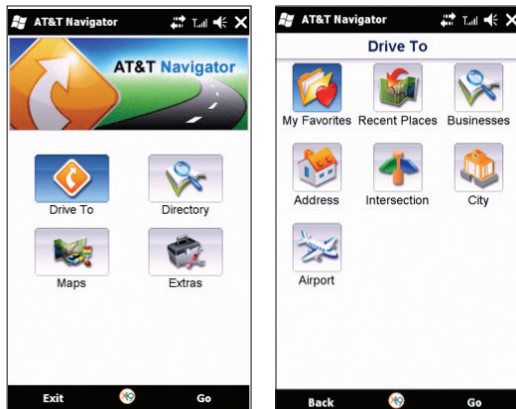 AT&T Navigator
AT&T Navigator
Drive To
Directory
Maps
Extras
Exit
Go
AT&T Navigator
Drive To
My Favorites
Recent Places
Businesses
Address
Intersection
City
Airport
Back
Go